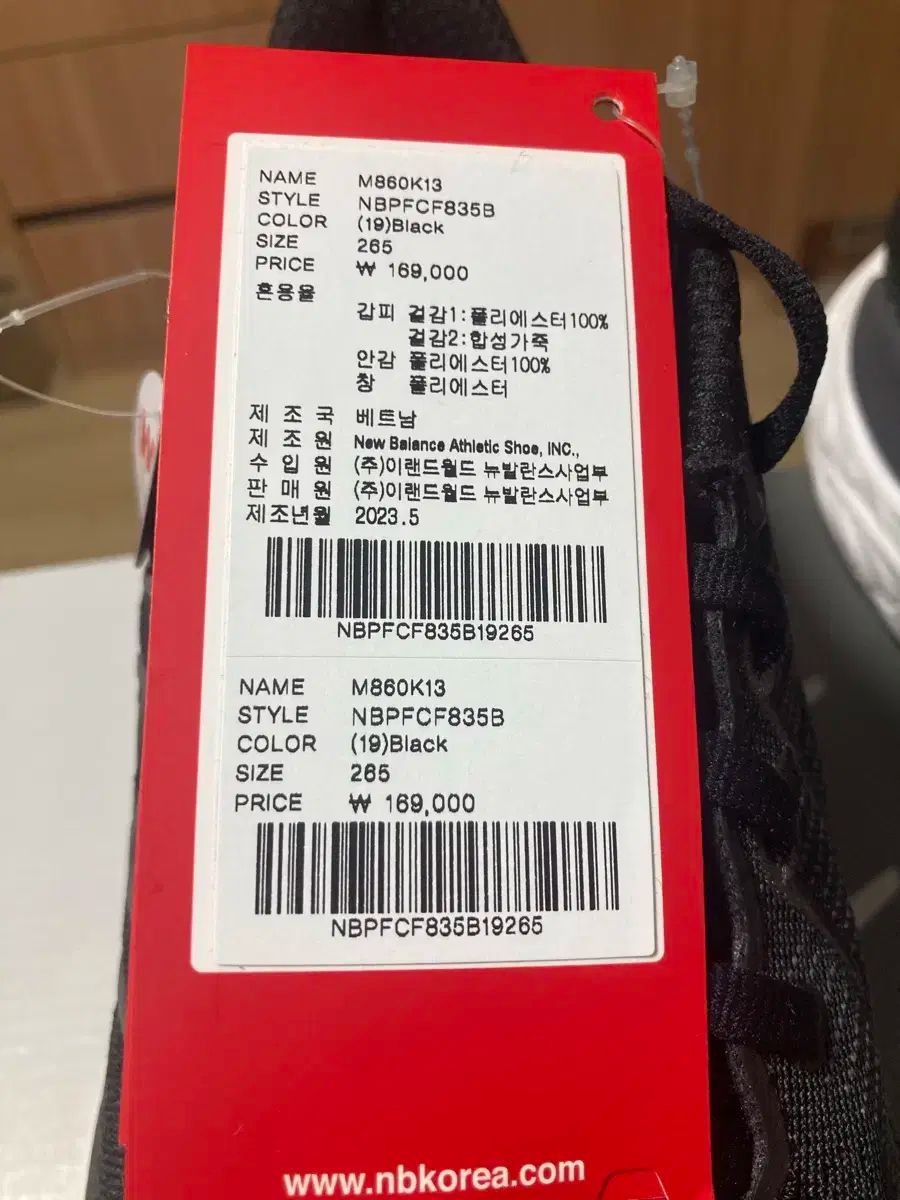 NAME M860K13
STYLE NBPFCF835B
COLOR (19)Black
SIZE 265
PRICE ₩ 169,000
혼용율
갑피 겉감1:폴리에스터100%
겉감2:합성가죽
안감 폴리에스터100%
창 폴리에스터
제 조 국 베트남
제 조 원 New Balance Athletic Shoe, INC.,
수 입 원 (주)이랜드월드 뉴발란스사업부
판 매 원 (주)이랜드월드 뉴발란스사업부
제조년월 2023.5
NBPFCF835B19265
NAME M860K13
STYLE NBPFCF835B
COLOR (19)Black
SIZE 265
PRICE ₩ 169,000
NBPFCF835B19265
www.nbkorea.com